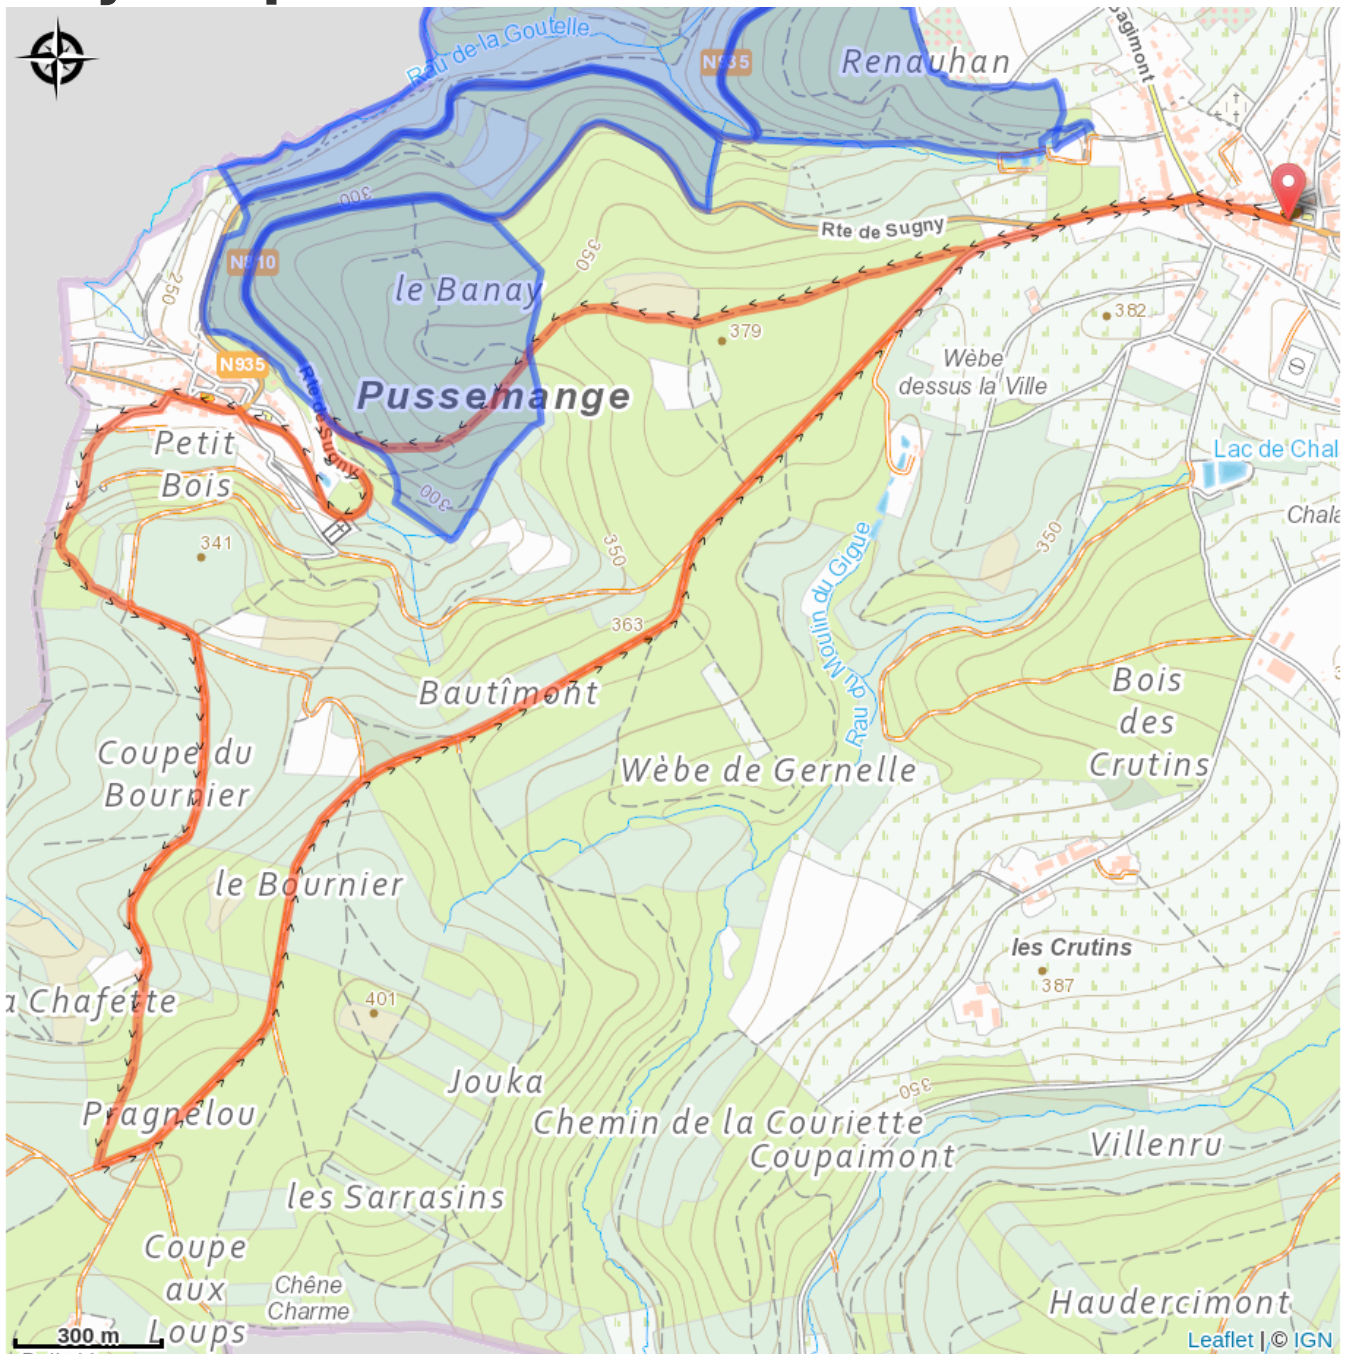 Rau de la Goutelle
N935
Renauhan
Bagimont
Rte de Sugny
300
350
N810
250
le Banay
379
382
Wèbe
dessus la Ville
N935
Pussemange
Rte de Sugny
Petit
Bois
Lac de Chal
300
Chala
341
350
350
Rau du Moulin du Gigue
363
Bautîmont
Bois
des
Crutins
Coupe du
Bournier
Wèbe de Gernelle
le Bournier
les Crutins
387
a Chafette
401
Jouka
350
Pragnelou
Chemin de la Couriette
Coupaimont
Villenru
les Sarrasins
Coupe
aux
Loups
Chêne
Charme
Haudercimont
300 m
Leaflet | © IGN